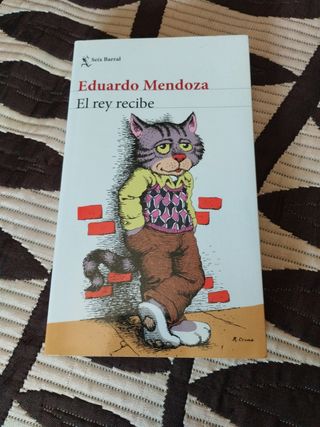 Seix Barral
Eduardo Mendoza
El rey recibe
R. Crumb